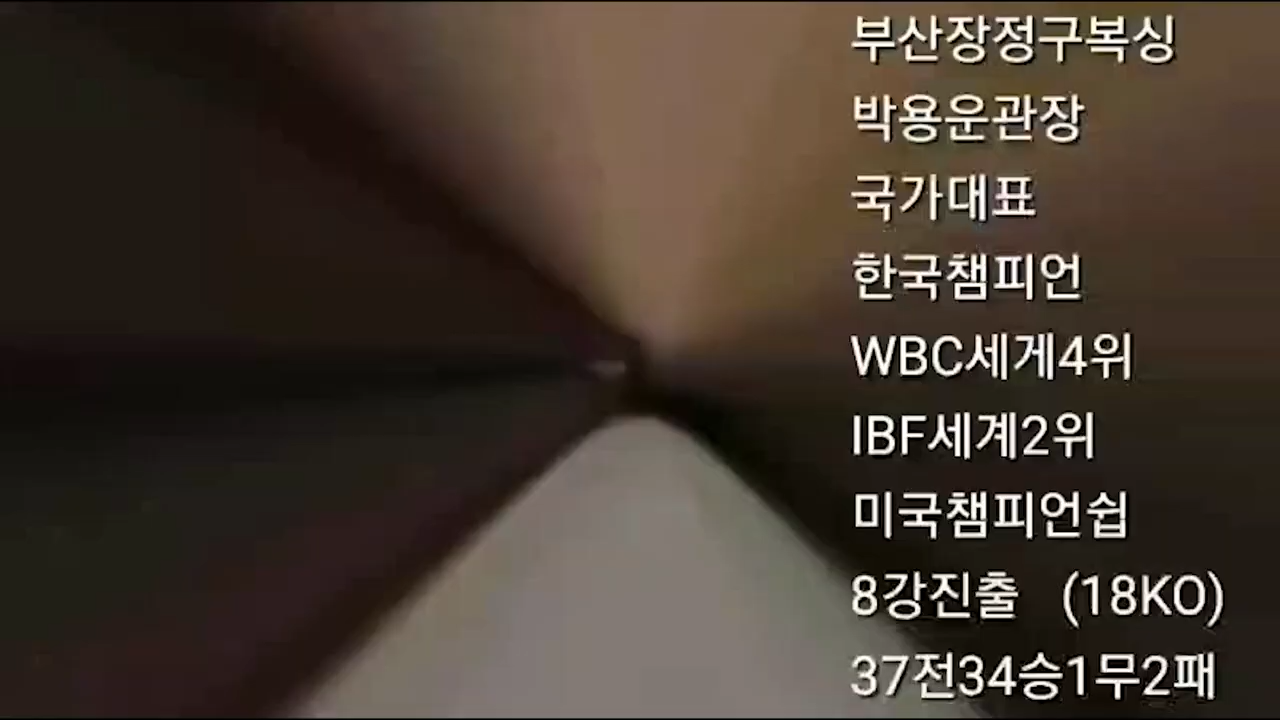 부산장정구복싱
박용운관장
국가대표
한국챔피언
WBC세게4위
IBF세계2위
미국챔피언쉽
8강진출 (18KO)
37전34승1무2패